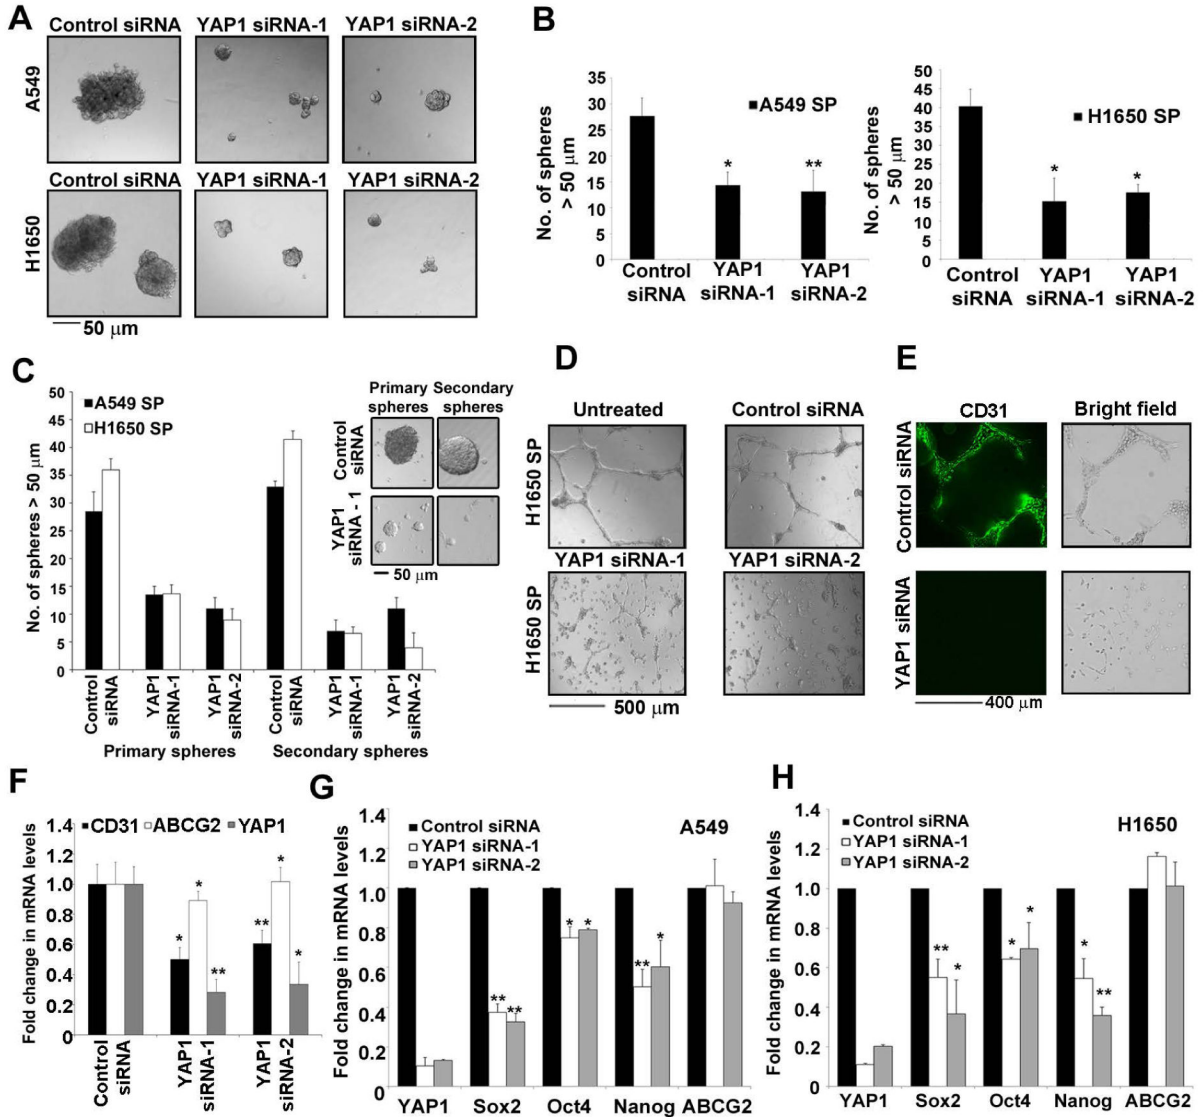 A
Control siRNA YAP1 siRNA-1 YAP1 siRNA-2
A549
Control siRNA YAP1 siRNA-1 YAP1 siRNA-2
H1650
50 μm
B
No. of spheres
> 50 μm
35
30
25
20
15
10
5
0
A549 SP
*
**
Control
siRNA
YAP1
siRNA-1
YAP1
siRNA-2
No. of spheres
> 50 μm
50
45
40
35
30
25
20
15
10
5
0
H1650 SP
*
*
Control
siRNA
YAP1
siRNA-1
YAP1
siRNA-2
C
No. of spheres > 50 μm
50
45
40
35
30
25
20
15
10
5
0
A549 SP
H1650 SP
Control
siRNA
YAP1
siRNA-1
YAP1
siRNA-2
Control
siRNA
YAP1
siRNA-1
YAP1
siRNA-2
Primary spheres Secondary spheres
Primary
spheres
Secondary
spheres
Control
siRNA
YAP1
siRNA - 1
50 μm
D
Untreated Control siRNA
H1650 SP
YAP1 siRNA-1 YAP1 siRNA-2
H1650 SP
500 μm
E
CD31 Bright field
Control siRNA
YAP1 siRNA
400 μm
F
Fold change in mRNA levels
1.4
1.2
1.0
0.8
0.6
0.4
0.2
0
CD31 ABCG2 YAP1
*
*
**
**
*
*
Control
siRNA
YAP1
siRNA-1
YAP1
siRNA-2
G
Fold change in mRNA levels
1.4
1.2
1.0
0.8
0.6
0.4
0.2
0
Control siRNA
YAP1 siRNA-1
YAP1 siRNA-2
A549
**
**
*
*
**
*
YAP1 Sox2 Oct4 Nanog ABCG2
H
Fold change in mRNA levels
1.4
1.2
1.0
0.8
0.6
0.4
0.2
0
Control siRNA
YAP1 siRNA-1
YAP1 siRNA-2
H1650
**
*
*
*
*
**
YAP1 Sox2 Oct4 Nanog ABCG2